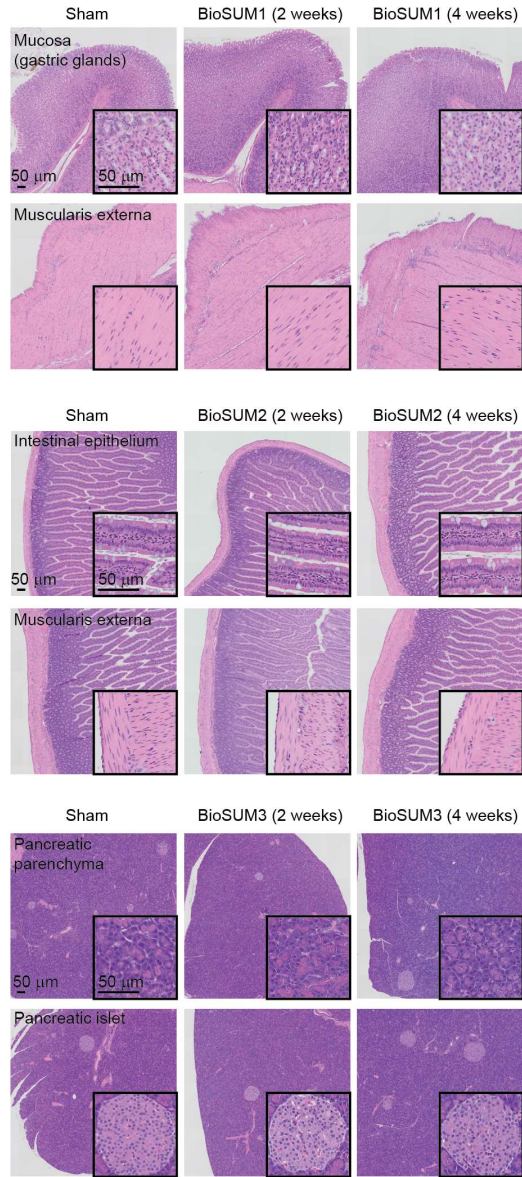 Sham BioSUM1 (2 weeks) BioSUM1 (4 weeks)
Mucosa
(gastric glands)
50 μm 50 μm
Muscularis externa
Sham BioSUM2 (2 weeks) BioSUM2 (4 weeks)
Intestinal epithelium
50 μm 50 μm
Muscularis externa
Sham BioSUM3 (2 weeks) BioSUM3 (4 weeks)
Pancreatic
parenchyma
50 μm 50 μm
Pancreatic islet